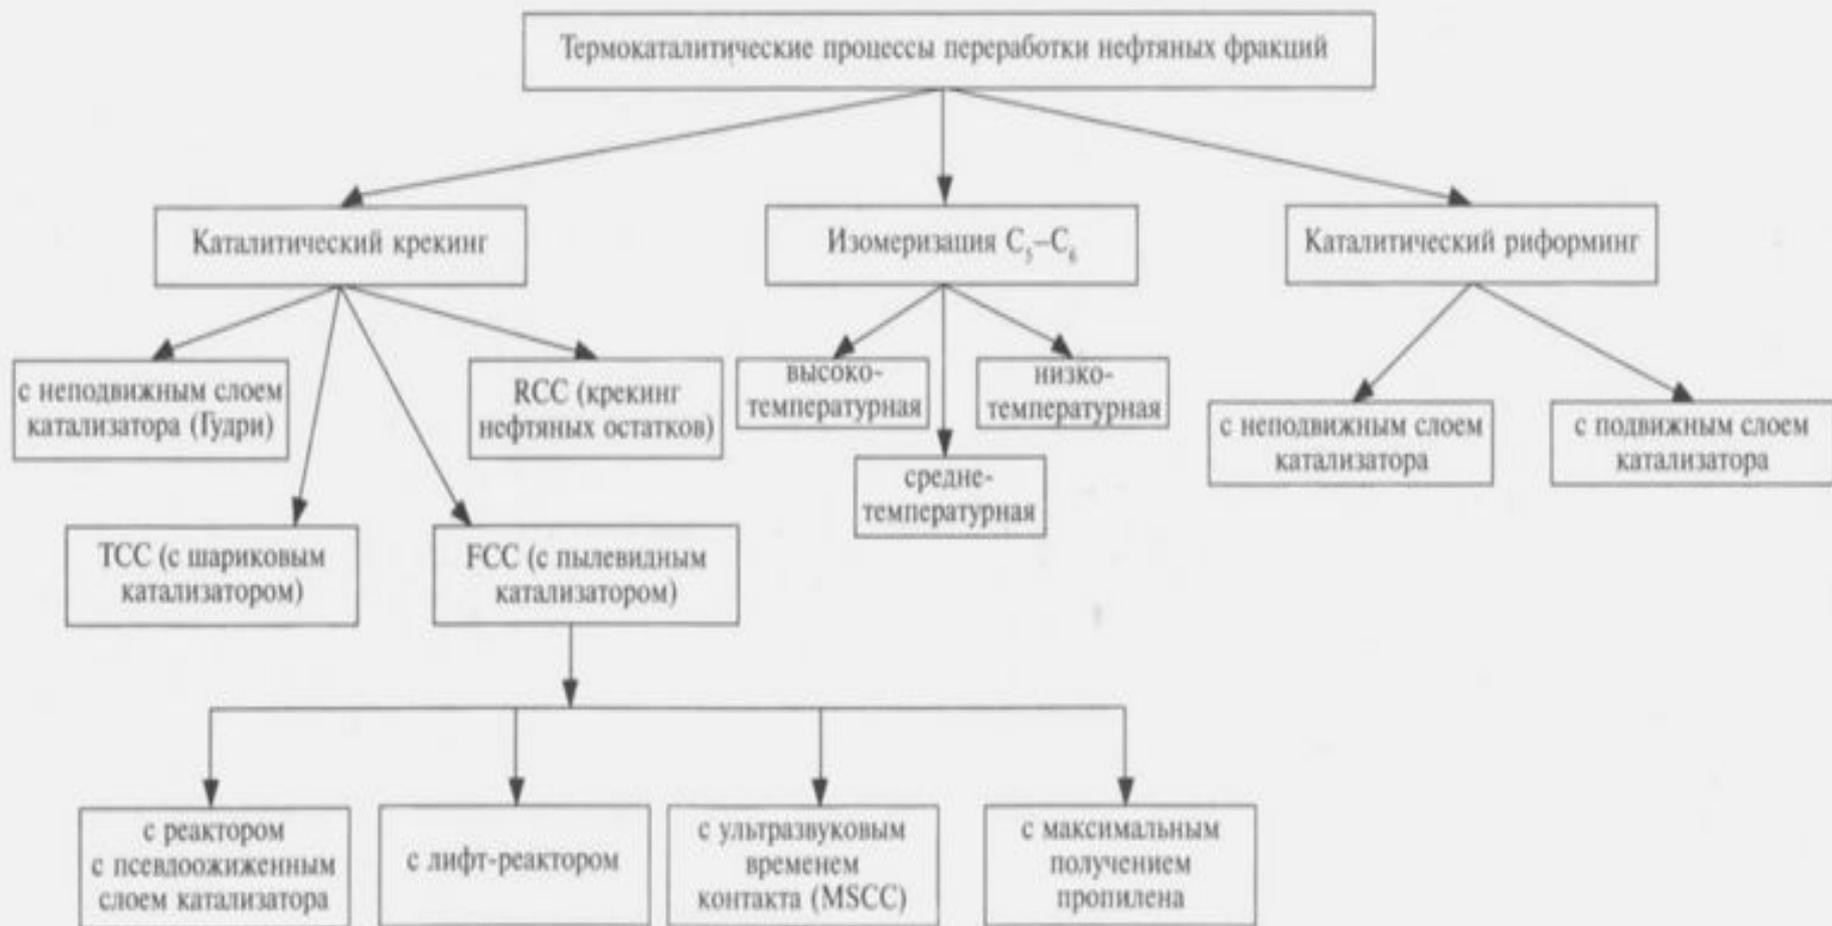 Термокаталитические процессы переработки нефтяных фракций
Каталитический крекинг
Изомеризация C₅–C₆
Каталитический риформинг
с неподвижным слоем
катализатора (Гудри)
RCC (крекинг
нефтяных остатков)
высоко-
температурная
низко-
температурная
средне-
температурная
с неподвижным слоем
катализатора
с подвижным слоем
катализатора
TCC (с шариковым
катализатором)
FCC (с пылевидным
катализатором)
с реактором
с псевдоожиженным
слоем катализатора
с лифт-реактором
с ультразвуковым
временем
контакта (MSCC)
с максимальным
получением
пропилена